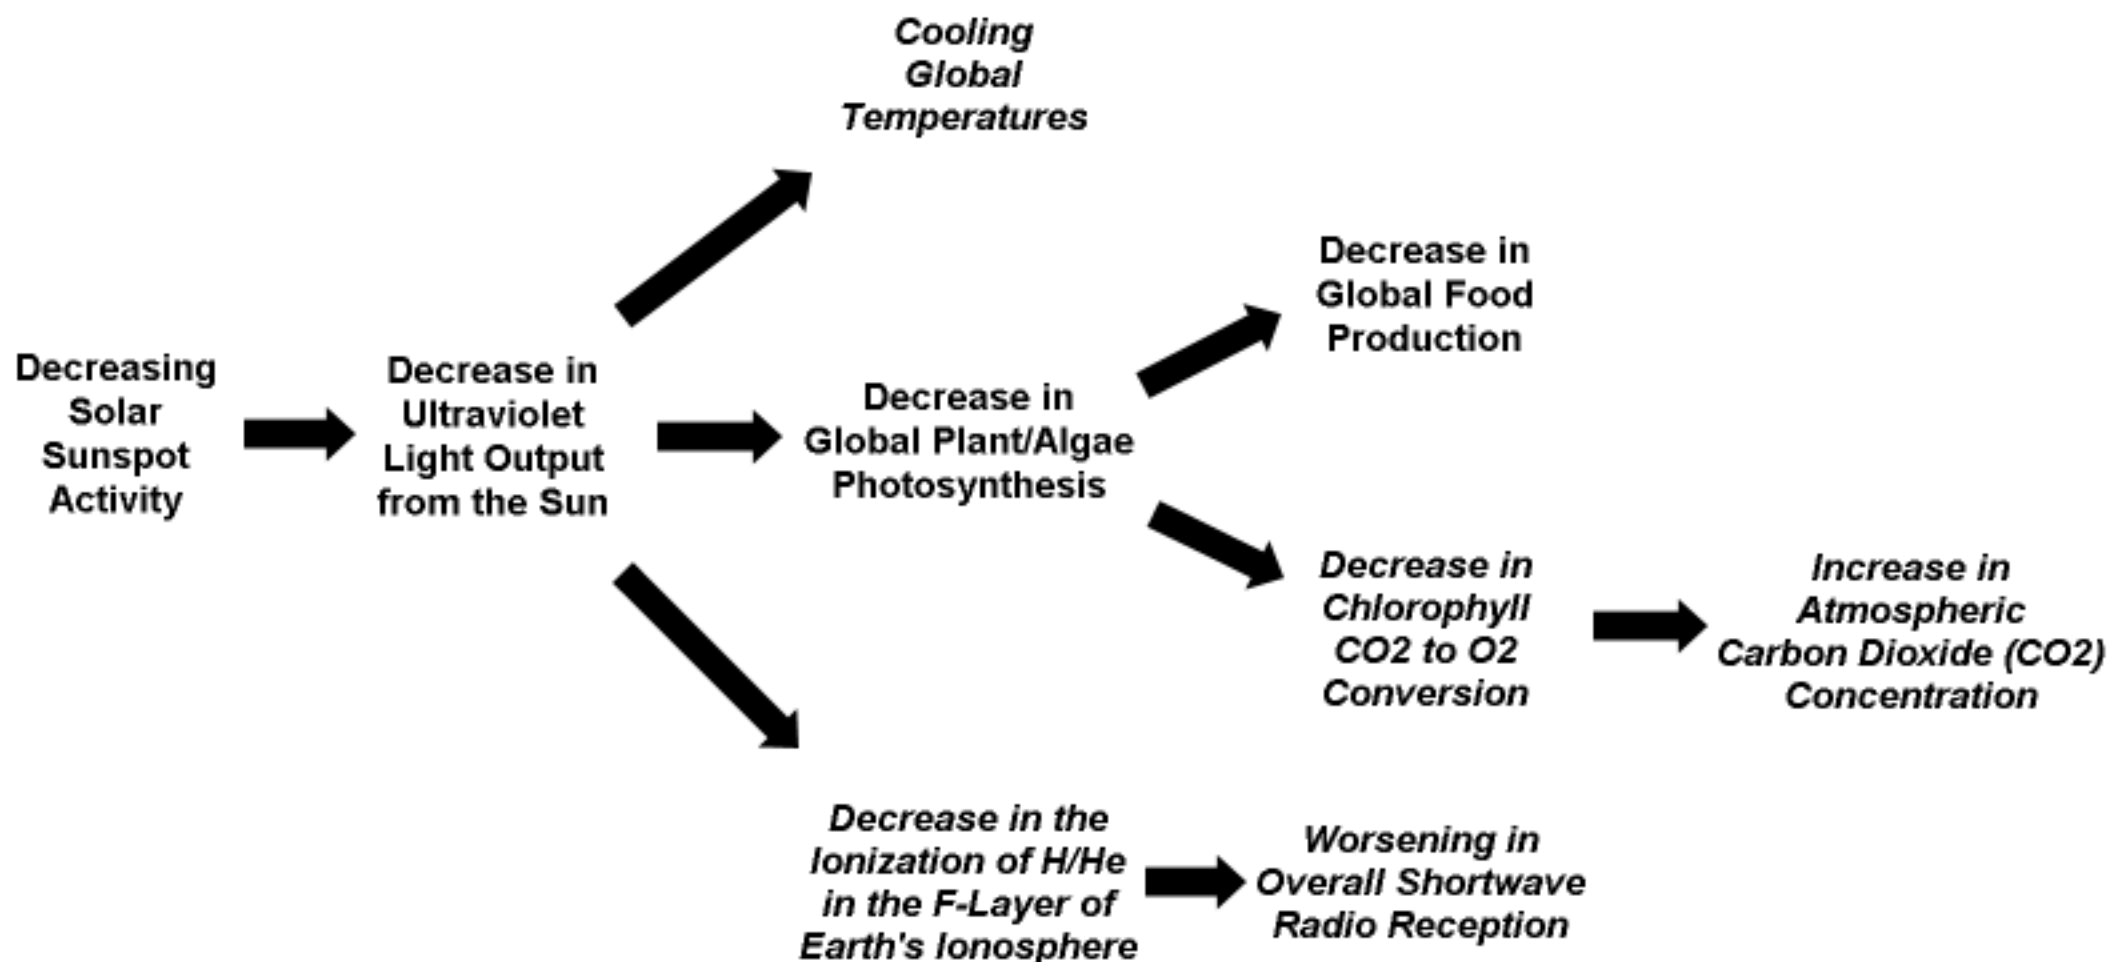 Cooling
Global
Temperatures
Decreasing
Solar
Sunspot
Activity
Decrease in
Ultraviolet
Light Output
from the Sun
Decrease in
Global Plant/Algae
Photosynthesis
Decrease in
Global Food
Production
Decrease in
Chlorophyll
CO2 to O2
Conversion
Increase in
Atmospheric
Carbon Dioxide (CO2)
Concentration
Decrease in the
Ionization of H/He
in the F-Layer of
Earth's Ionosphere
Worsening in
Overall Shortwave
Radio Reception